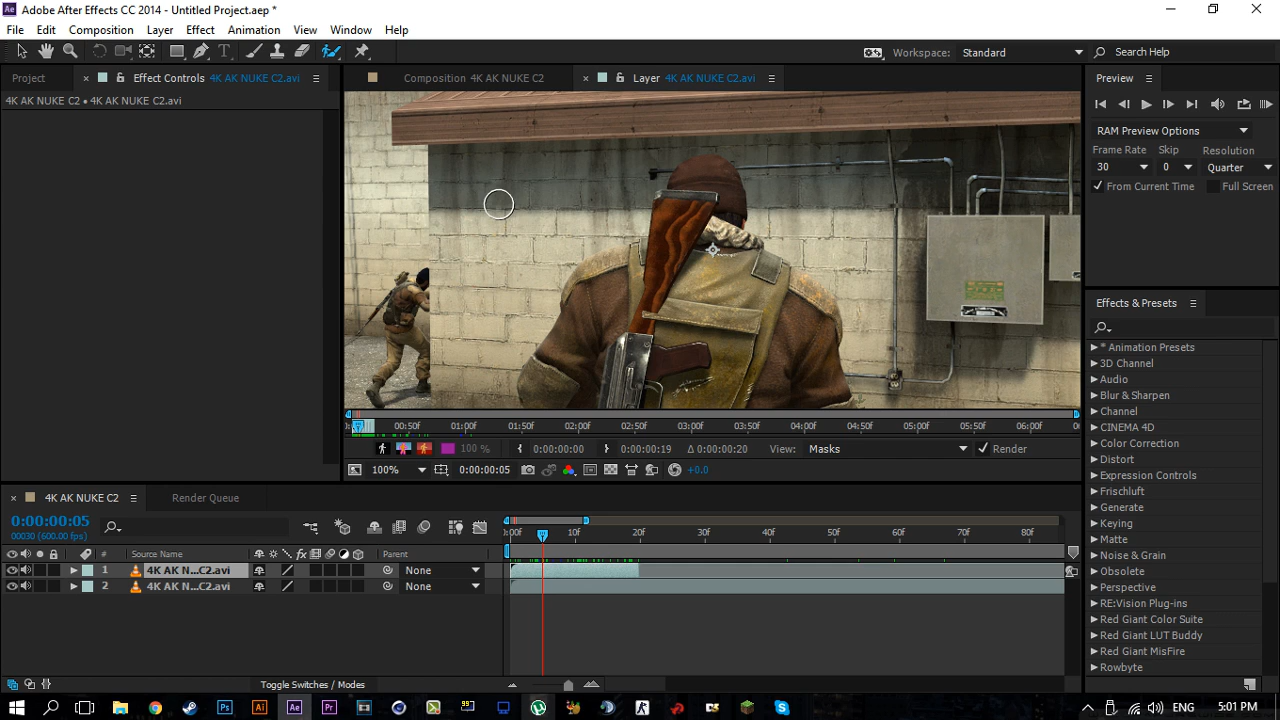 Adobe After Effects CC 2014 - Untitled Project.aep *
File Edit Composition Layer Effect Animation View Window Help
Workspace: Standard Search Help
Project Effect Controls 4K AK NUKE C2.avi Composition 4K AK NUKE C2 Layer 4K AK NUKE C2.avi Preview
4K AK NUKE C2 • 4K AK NUKE C2.avi
RAM Preview Options
Frame Rate Skip Resolution
30 0 Quarter
From Current Time Full Screen
Effects & Presets
* Animation Presets
3D Channel
Audio
Blur & Sharpen
Channel
CINEMA 4D
Color Correction
Distort
Expression Controls
Frischluft
Generate
Keying
Matte
Noise & Grain
Obsolete
Perspective
RE:Vision Plug-ins
Red Giant Color Suite
Red Giant LUT Buddy
Red Giant MisFire
Rowbyte
00:50f 01:00f 01:50f 02:00f 02:50f 03:00f 03:50f 04:00f 04:50f 05:00f 05:50f 06:00f
100 % 0:00:00:00 0:00:00:19 Δ 0:00:00:20 View: Masks Render
100% 0:00:00:05 +0.0
4K AK NUKE C2 Render Queue
0:00:00:05
00030 (600.00 fps)
:00f 10f 20f 30f 40f 50f 60f 70f 80f
# Source Name fx Parent
1 4K AK N...C2.avi None
2 4K AK N...C2.avi None
Toggle Switches / Modes
5:01 PM